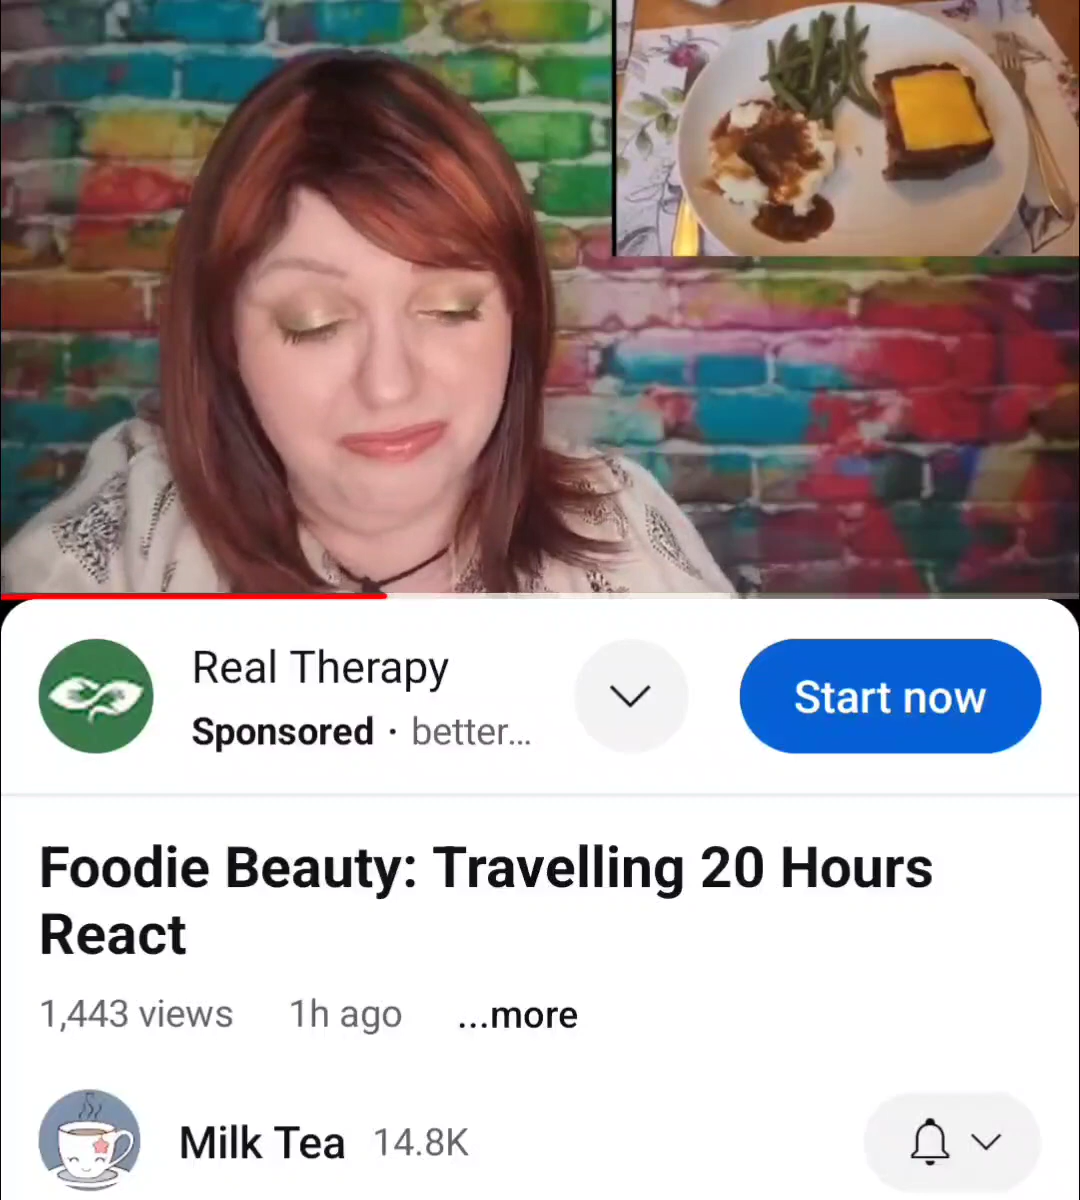 Real Therapy
Sponsored · better...
Start now
Foodie Beauty: Travelling 20 Hours
React
1,443 views 1h ago ...more
Milk Tea 14.8K